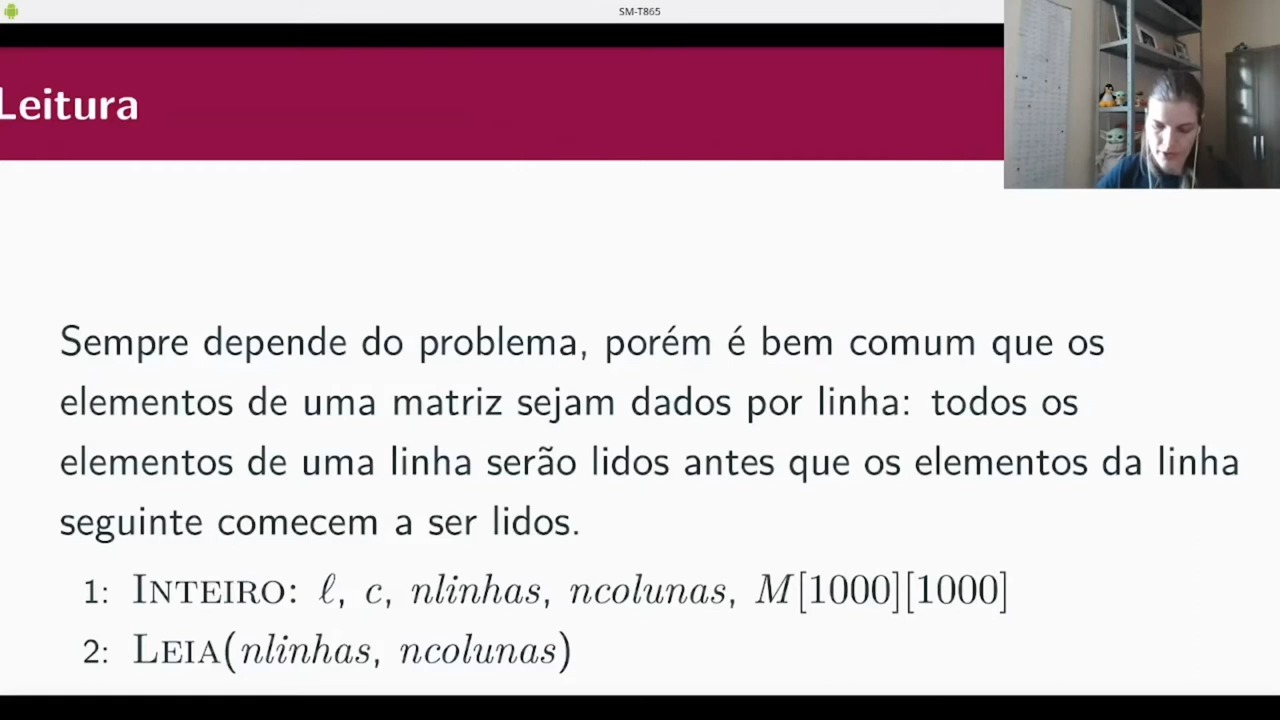 SM-T865
Leitura
Sempre depende do problema, porém é bem comum que os
elementos de uma matriz sejam dados por linha: todos os
elementos de uma linha serão lidos antes que os elementos da linha
seguinte comecem a ser lidos.
1: INTEIRO: ℓ, c, nlinhas, ncolunas, M[1000][1000]
2: LEIA(nlinhas, ncolunas)